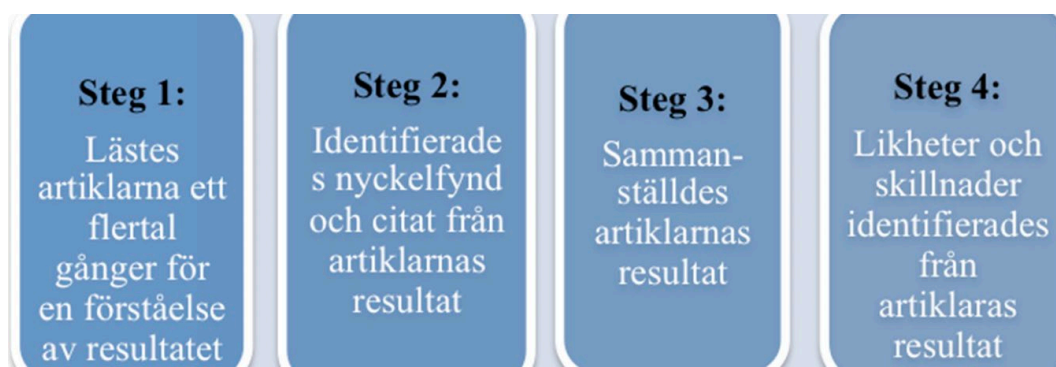 Steg 1:
Lästes
artiklarna ett
flertal
gånger för
en förståelse
av resultatet
Steg 2:
Identifierade
s nyckelfynd
och citat från
artiklarnas
resultat
Steg 3:
Samman-
ställdes
artiklarnas
resultat
Steg 4:
Likheter och
skillnader
identifierades
från
artiklaras
resultat